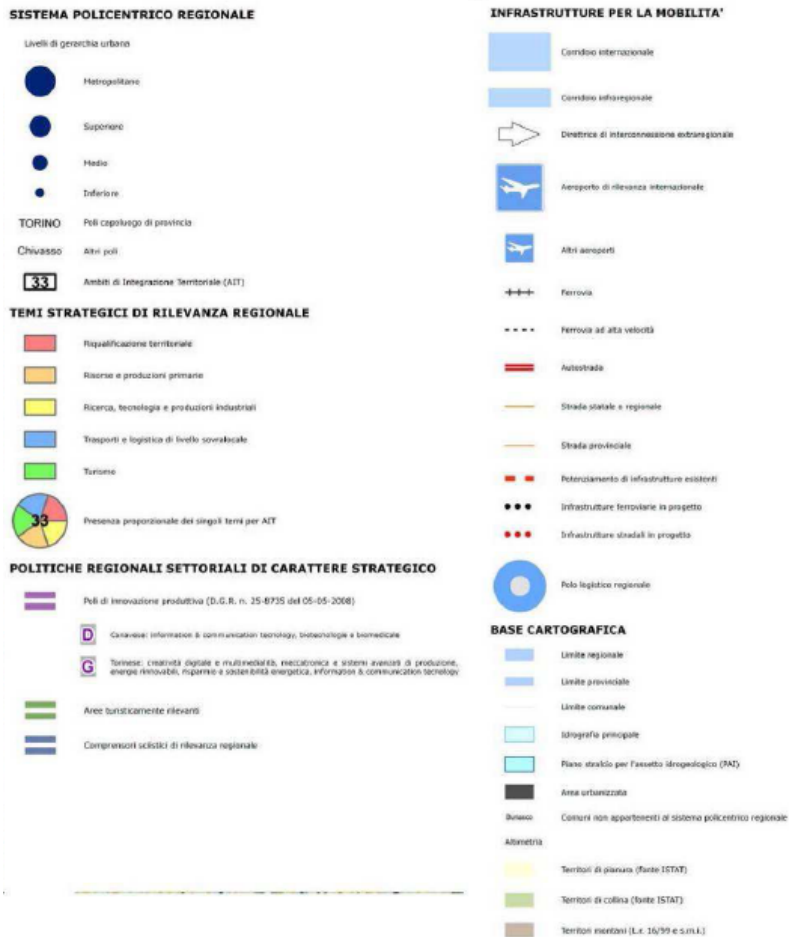 SISTEMA POLICENTRICO REGIONALE
Livelli di gerarchia urbana
Metropolitano
Superiore
Medio
Inferiore
TORINO Poli capoluogo di provincia
Chivasso Altri poli
33 Ambiti di Integrazione Territoriale (AIT)
TEMI STRATEGICI DI RILEVANZA REGIONALE
Riqualificazione territoriale
Risorse e produzioni primarie
Ricerca, tecnologia e produzioni industriali
Trasporti e logistica di livello sovralocale
Turismo
33 Presenza proporzionale dei singoli temi per AIT
POLITICHE REGIONALI SETTORIALI DI CARATTERE STRATEGICO
Poli di innovazione produttiva (D.G.R. n. 25-8735 del 05-05-2008)
D Canavese: information & communication tecnology, biotecnologie e biomedicale
G Torinese: creatività digitale e multimedialità, meccatronica e sistemi avanzati di produzione,
energie rinnovabili, risparmio e sostenibilità energetica, information & communication tecnology
Aree turisticamente rilevanti
Comprensori sciistici di rilevanza regionale
INFRASTRUTTURE PER LA MOBILITA'
Corridoio internazionale
Corridoio infraregionale
Direttrice di interconnessione extraregionale
Aeroporto di rilevanza internazionale
Altri aeroporti
Ferrovia
Ferrovia ad alta velocità
Autostrada
Strada statale o regionale
Strada provinciale
Potenziamento di infrastrutture esistenti
Infrastrutture ferroviarie in progetto
Infrastrutture stradali in progetto
Polo logistico regionale
BASE CARTOGRAFICA
Limite regionale
Limite provinciale
Limite comunale
Idrografia principale
Piano stralcio per l'assetto idrogeologico (PAI)
Area urbanizzata
Comuni non appartenenti al sistema policentrico regionale
Altimetria
Territori di pianura (fonte ISTAT)
Territori di collina (fonte ISTAT)
Territori montani (L.r. 16/99 e s.m.i.)